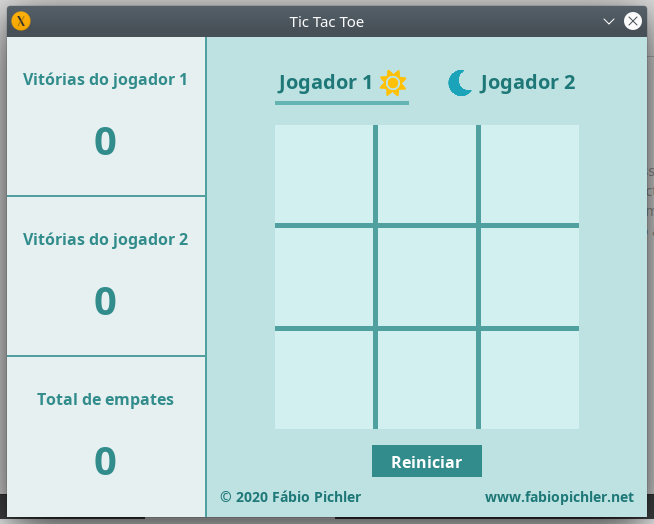 Tic Tac Toe
Vitórias do jogador 1
0
Vitórias do jogador 2
0
Total de empates
0
Jogador 1
Jogador 2
Reiniciar
© 2020 Fábio Pichler
www.fabiopichler.net